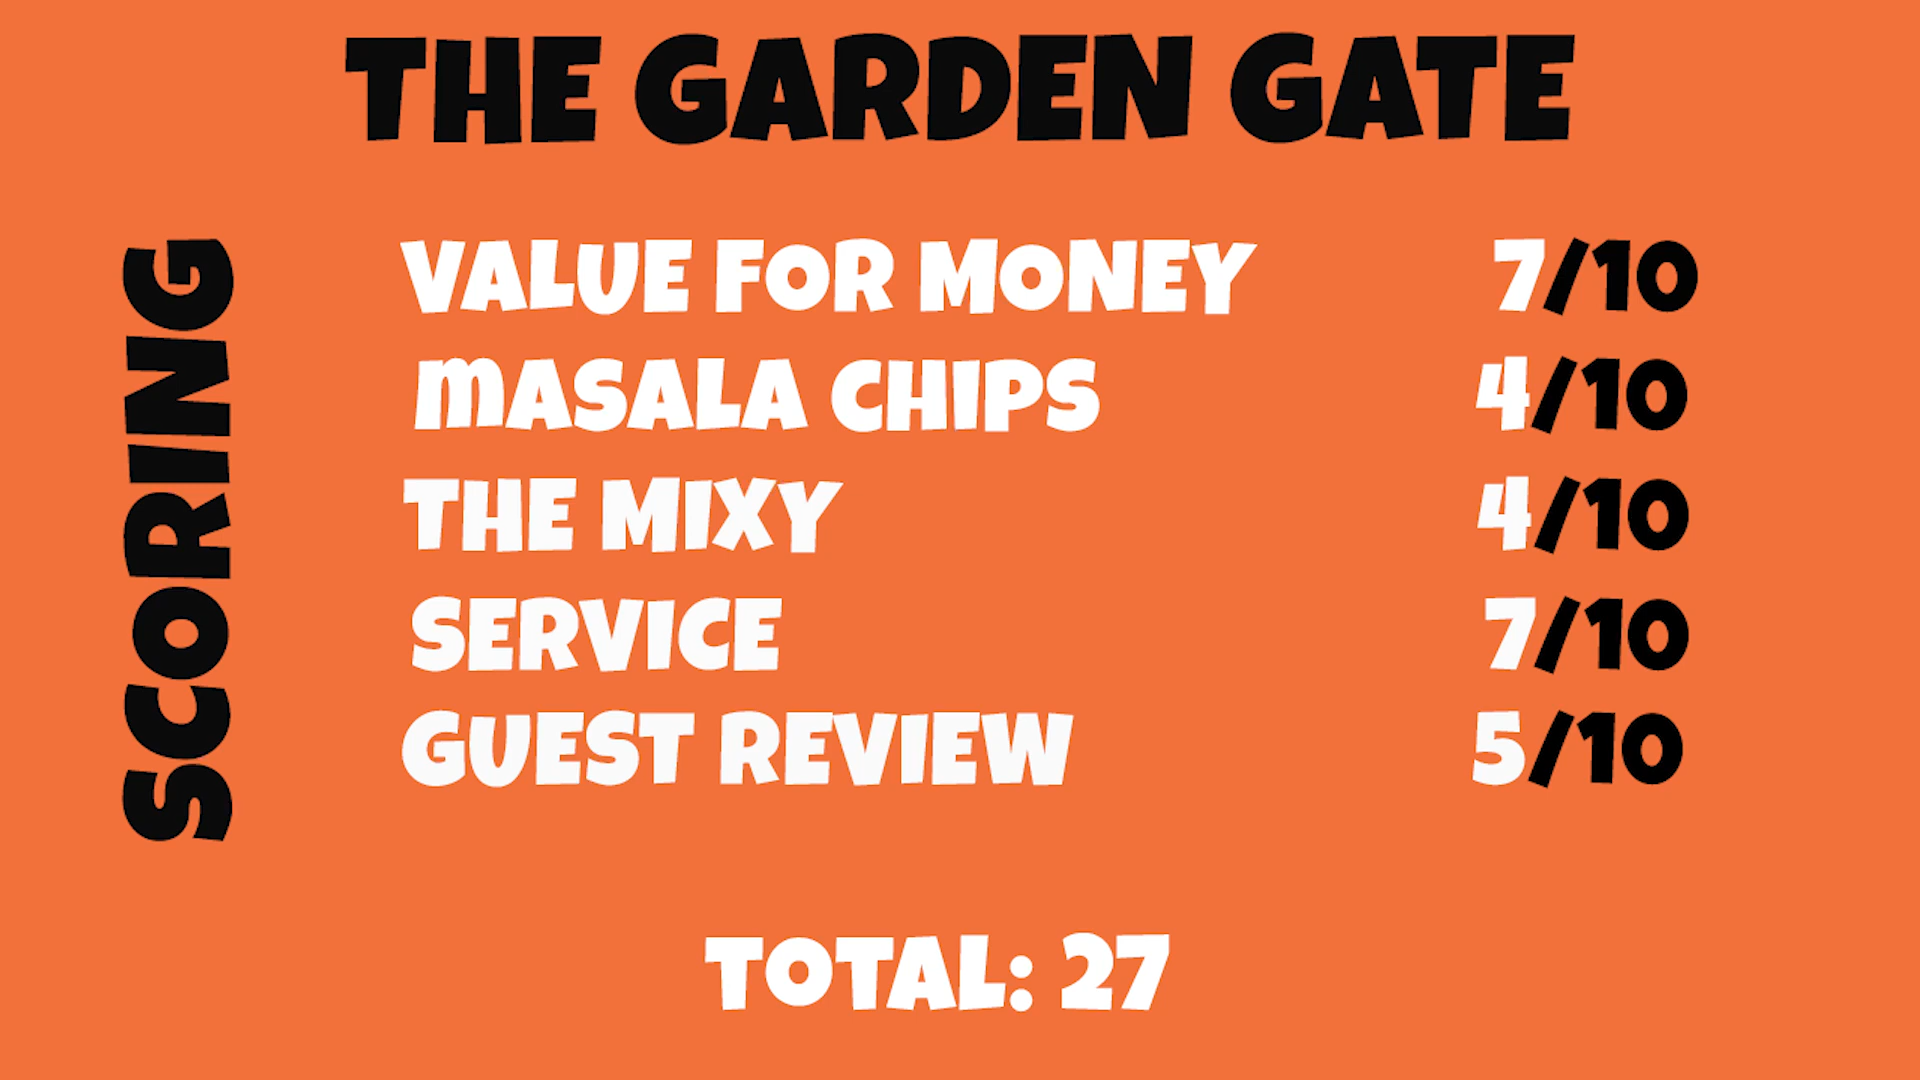 THE GARDEN GATE
SCORING
VALUE FOR MONEY 7/10
MASALA CHIPS 4/10
THE MIXY 4/10
SERVICE 7/10
GUEST REVIEW 5/10
TOTAL: 27